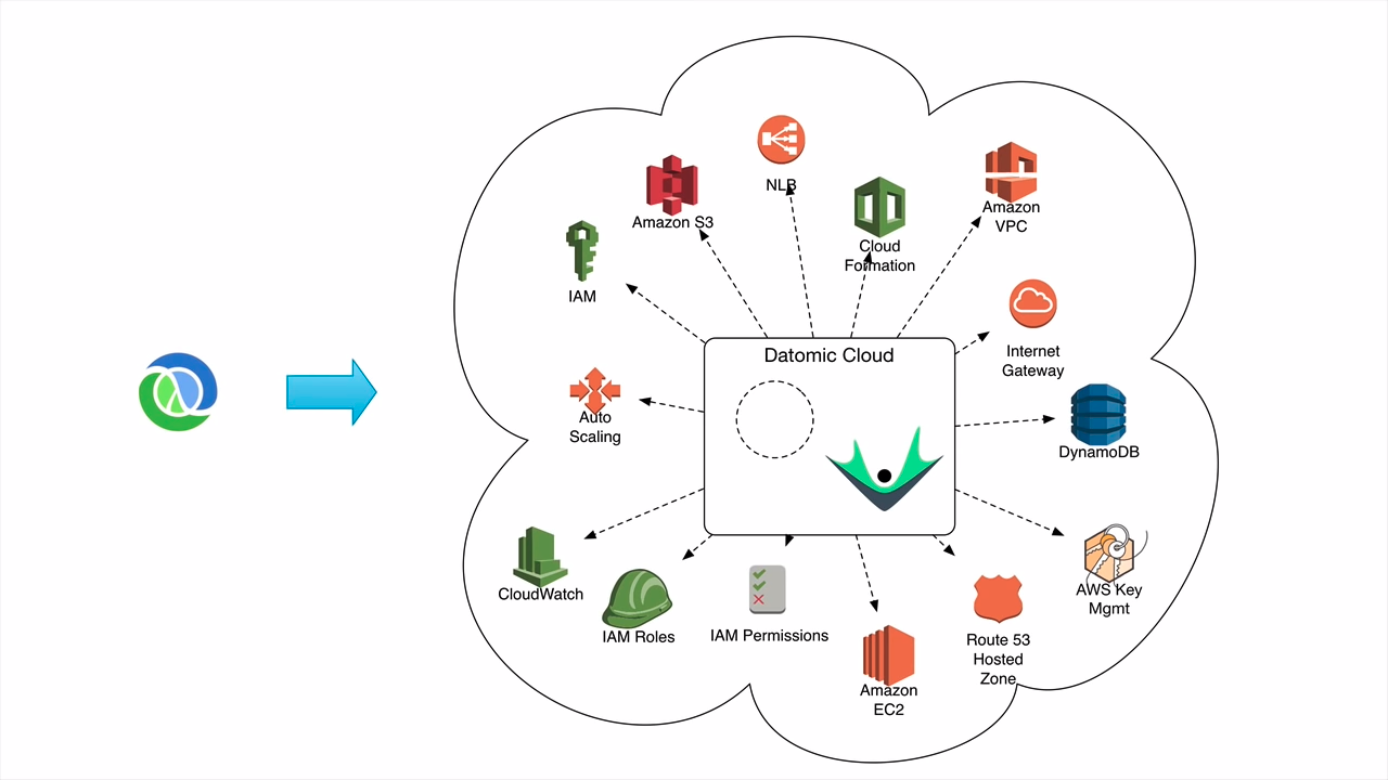 NLB
Amazon S3
Amazon
VPC
Cloud
Formation
IAM
Internet
Gateway
Datomic Cloud
Auto
Scaling
DynamoDB
CloudWatch
IAM Roles
IAM Permissions
AWS Key
Mgmt
Route 53
Hosted
Zone
Amazon
EC2